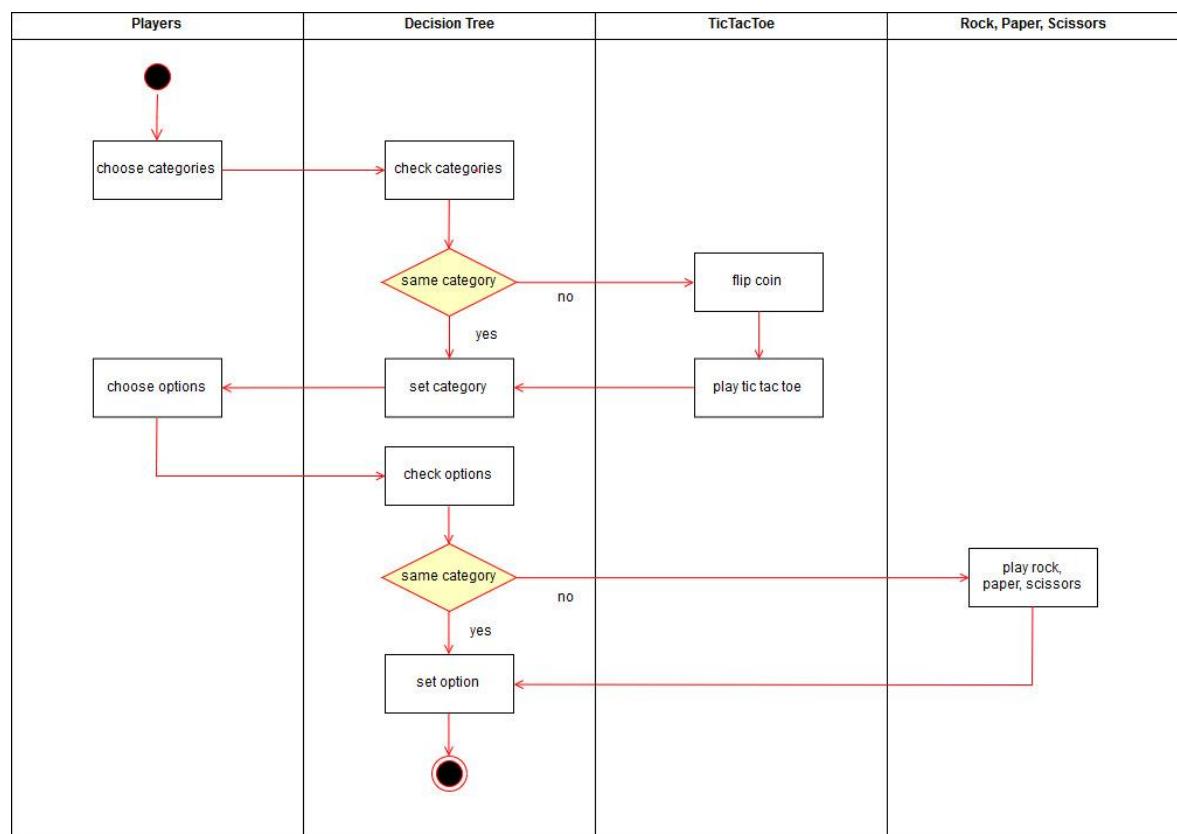 Players
Decision Tree
TicTacToe
Rock, Paper, Scissors
choose categories
check categories
same category
no
flip coin
yes
choose options
set category
play tic tac toe
check options
same category
no
play rock,
paper, scissors
yes
set option